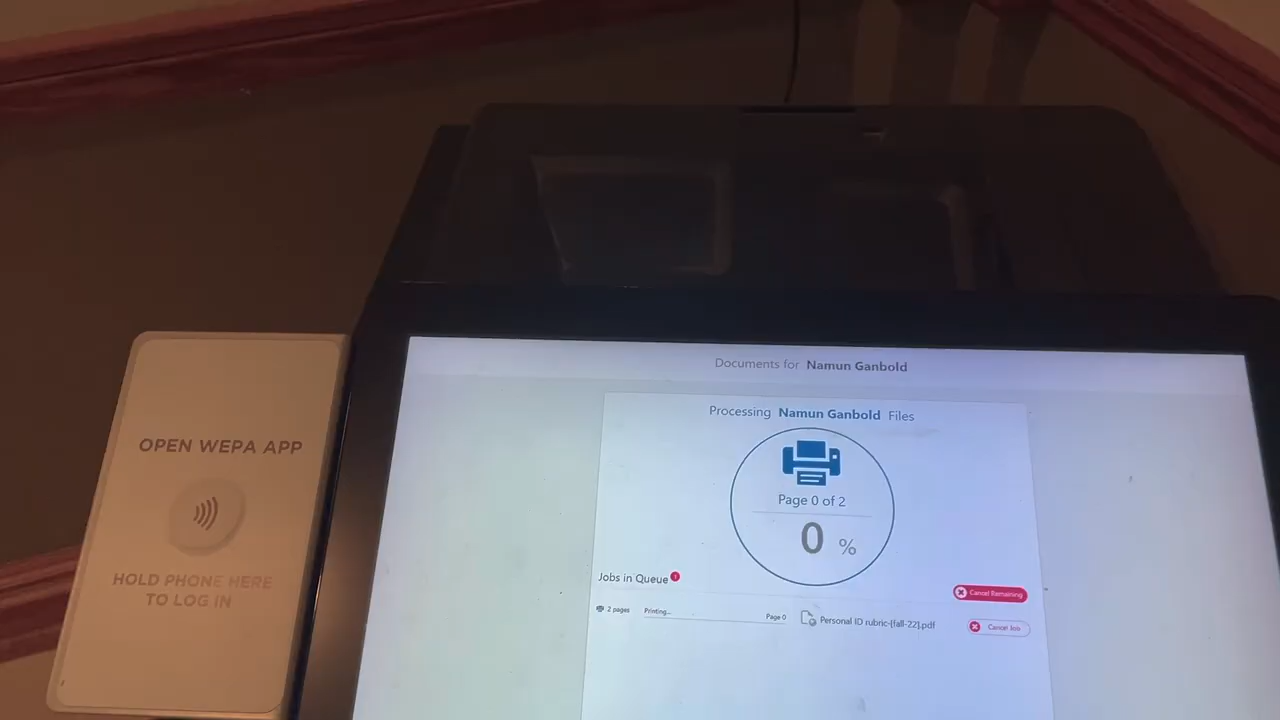 OPEN WEPA APP
HOLD PHONE HERE
TO LOG IN
Documents for Namun Ganbold
Processing Namun Ganbold Files
Page 0 of 2
0 %
Jobs in Queue 1
Cancel Remaining
2 pages Printing... Page 0 Personal ID rubric-[fall-22].pdf Cancel Job